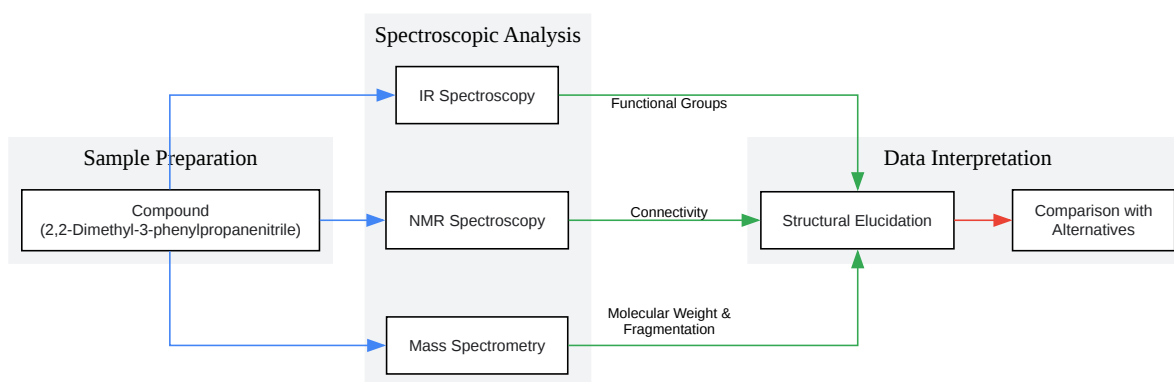 Spectroscopic Analysis
IR Spectroscopy
Functional Groups
Sample Preparation
Data Interpretation
Compound
(2,2-Dimethyl-3-phenylpropanenitrile)
NMR Spectroscopy
Connectivity
Structural Elucidation
Comparison with
Alternatives
Molecular Weight &
Fragmentation
Mass Spectrometry